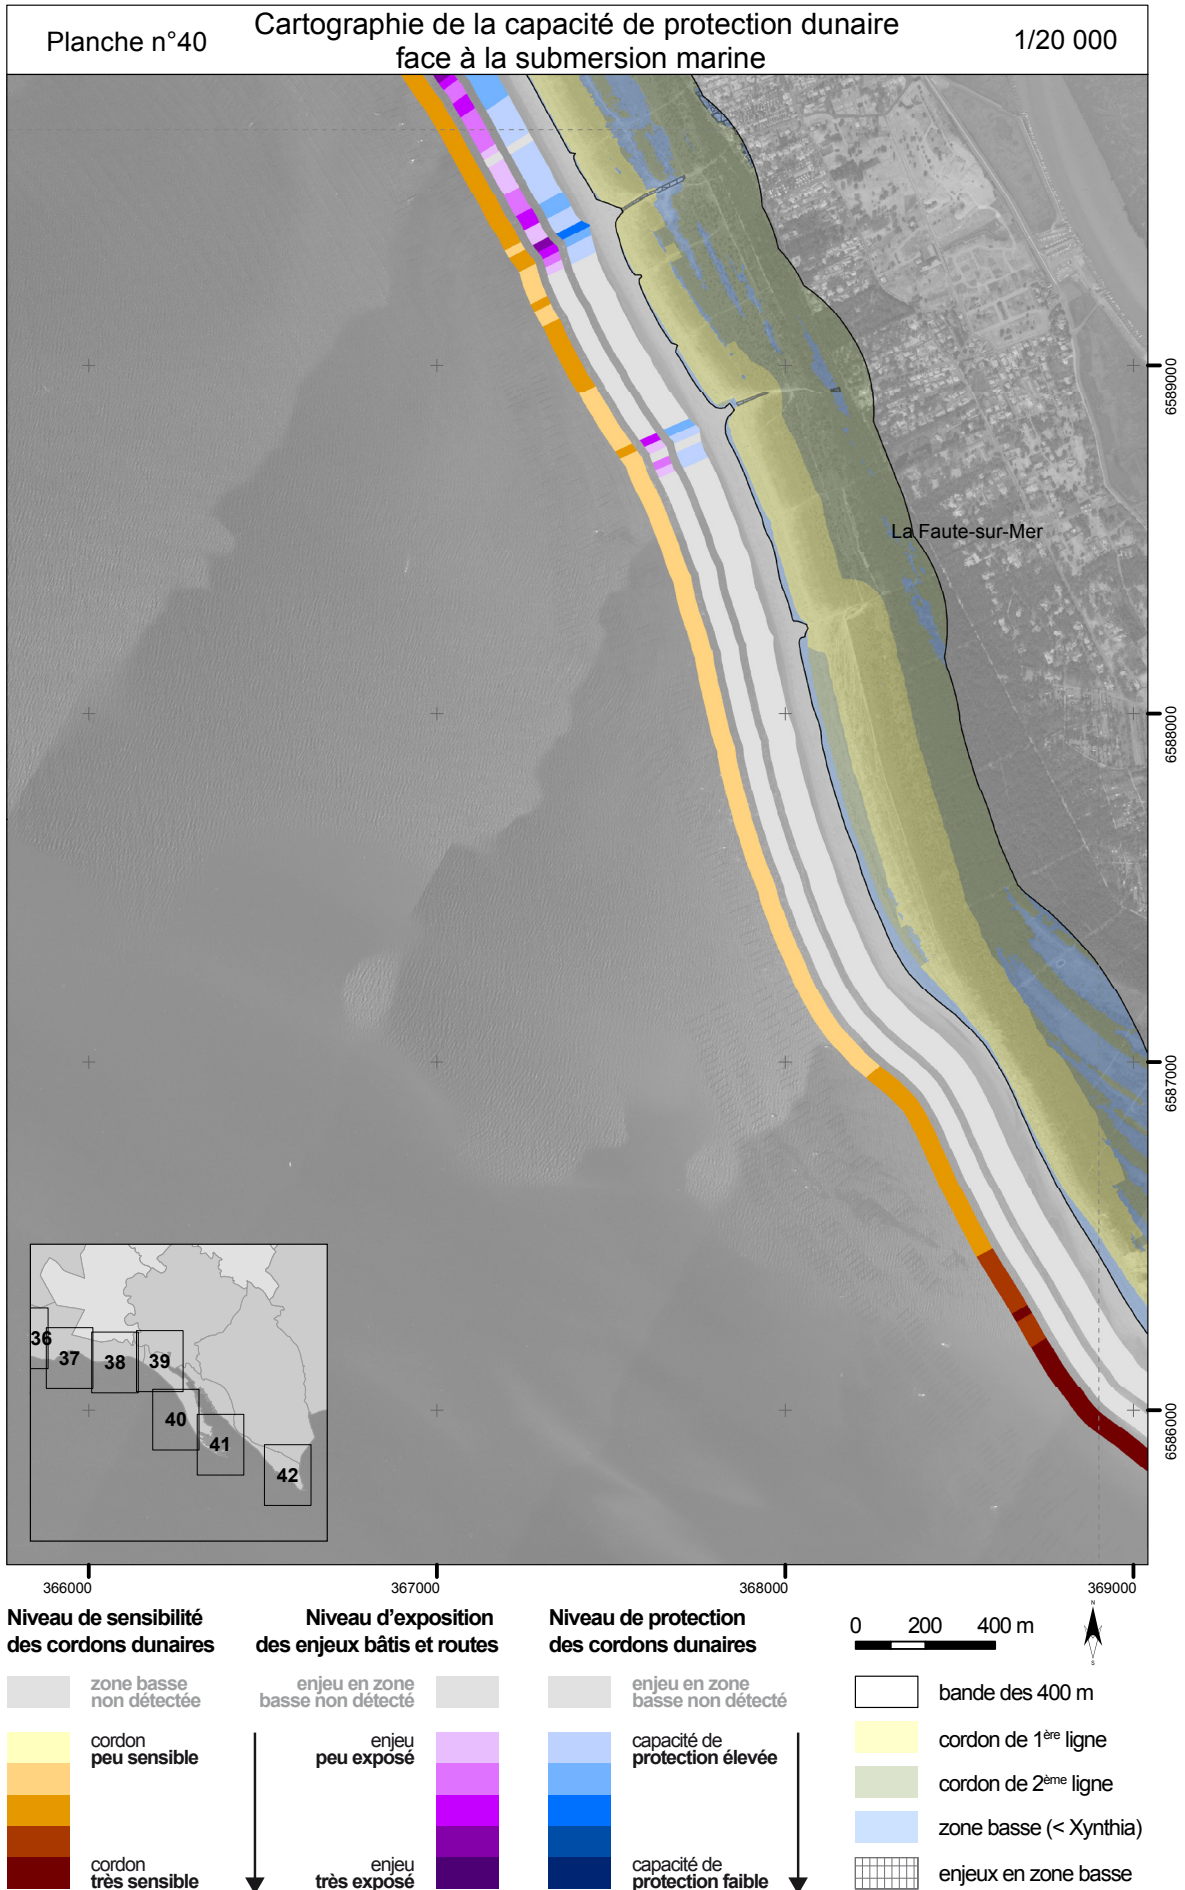 Planche n°40
Cartographie de la capacité de protection dunaire
face à la submersion marine
1/20 000
La Faute-sur-Mer
6589000
6588000
6587000
6586000
36
37
38
39
40
41
42
366000
367000
368000
369000
Niveau de sensibilité
des cordons dunaires
zone basse
non détectée
cordon
peu sensible
cordon
très sensible
Niveau d'exposition
des enjeux bâtis et routes
enjeu en zone
basse non détecté
enjeu
peu exposé
enjeu
très exposé
Niveau de protection
des cordons dunaires
enjeu en zone
basse non détecté
capacité de
protection élevée
capacité de
protection faible
0 200 400 m
N
S
bande des 400 m
cordon de 1ère ligne
cordon de 2ème ligne
zone basse (< Xynthia)
enjeux en zone basse